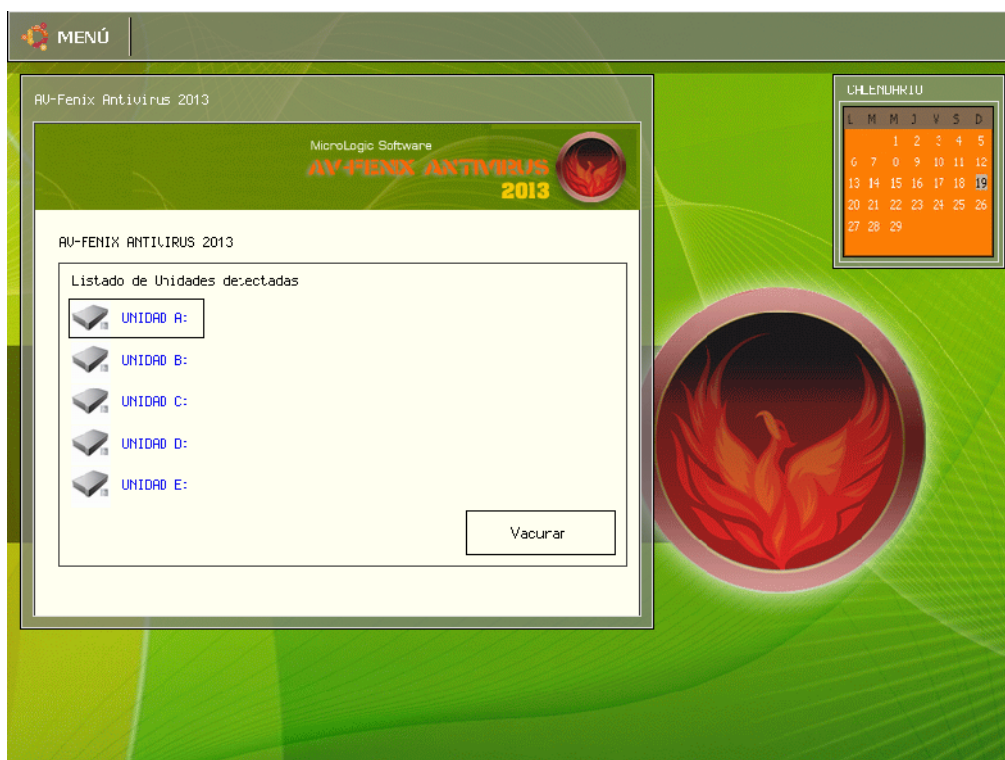 MENÚ
AV-Fenix Antivirus 2013
MicroLogic Software
AV-FENIX ANTIVIRUS
2013
AV-FENIX ANTIVIRUS 2013
Listado de Unidades detectadas
UNIDAD A:
UNIDAD B:
UNIDAD C:
UNIDAD D:
UNIDAD E:
Vacurar
CALENDARIO
L M M J V S D
1 2 3 4 5
6 7 8 9 10 11 12
13 14 15 16 17 18 19
20 21 22 23 24 25 26
27 28 29